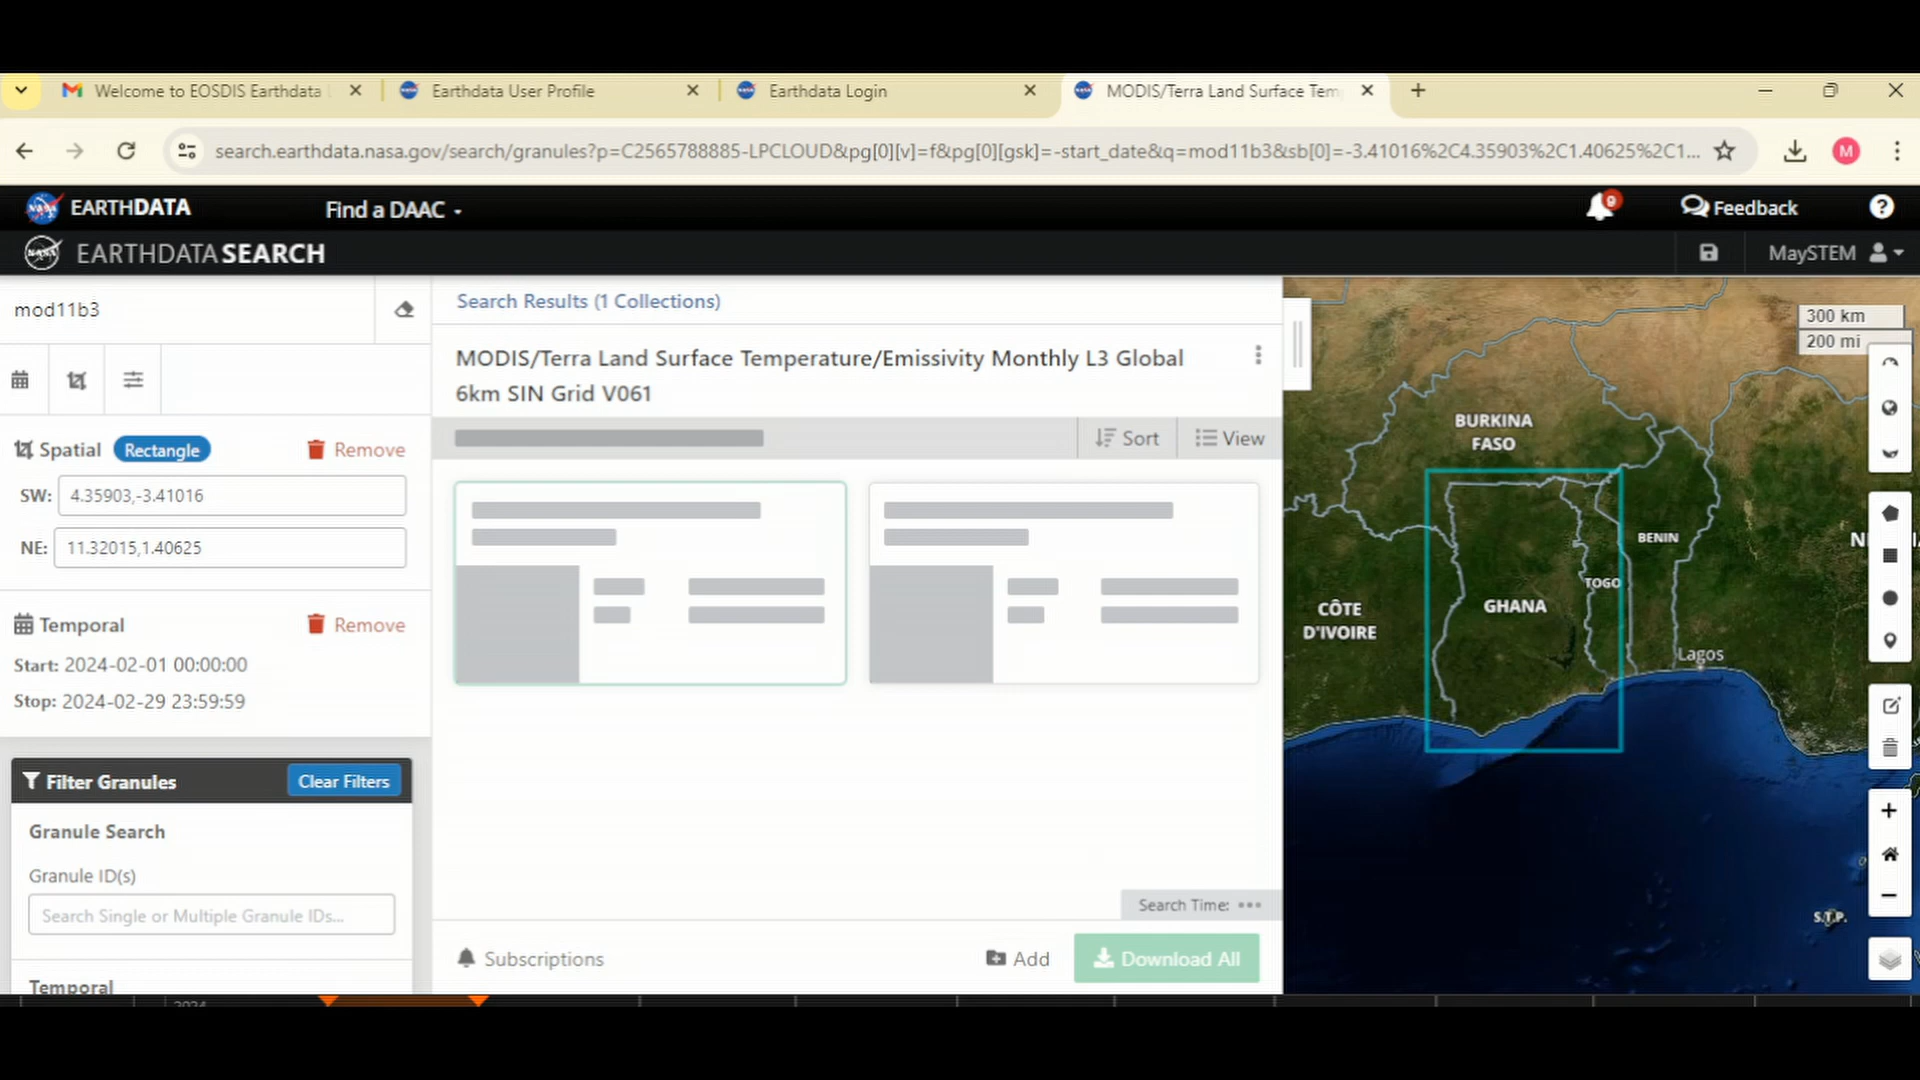 Welcome to EOSDIS Earthdata
Earthdata User Profile
Earthdata Login
MODIS/Terra Land Surface Tem
search.earthdata.nasa.gov/search/granules?p=C2565788885-LPCLOUD&pg[0][v]=f&pg[0][gsk]=-start_date&q=mod11b3&sb[0]=-3.41016%2C4.35903%2C1.40625%2C1...
M
EARTHDATA
Find a DAAC
9
Feedback
?
EARTHDATA SEARCH
MaySTEM
mod11b3
Spatial Rectangle Remove
SW: 4.35903,-3.41016
NE: 11.32015,1.40625
Temporal Remove
Start: 2024-02-01 00:00:00
Stop: 2024-02-29 23:59:59
Filter Granules Clear Filters
Granule Search
Granule ID(s)
Search Single or Multiple Granule IDs...
Temporal
2024
Search Results (1 Collections)
MODIS/Terra Land Surface Temperature/Emissivity Monthly L3 Global
6km SIN Grid V061
Sort View
Search Time:
Subscriptions
Add
Download All
300 km
200 mi
BURKINA
FASO
BENIN
TOGO
GHANA
CÔTE
D'IVOIRE
Lagos
S.T.P.